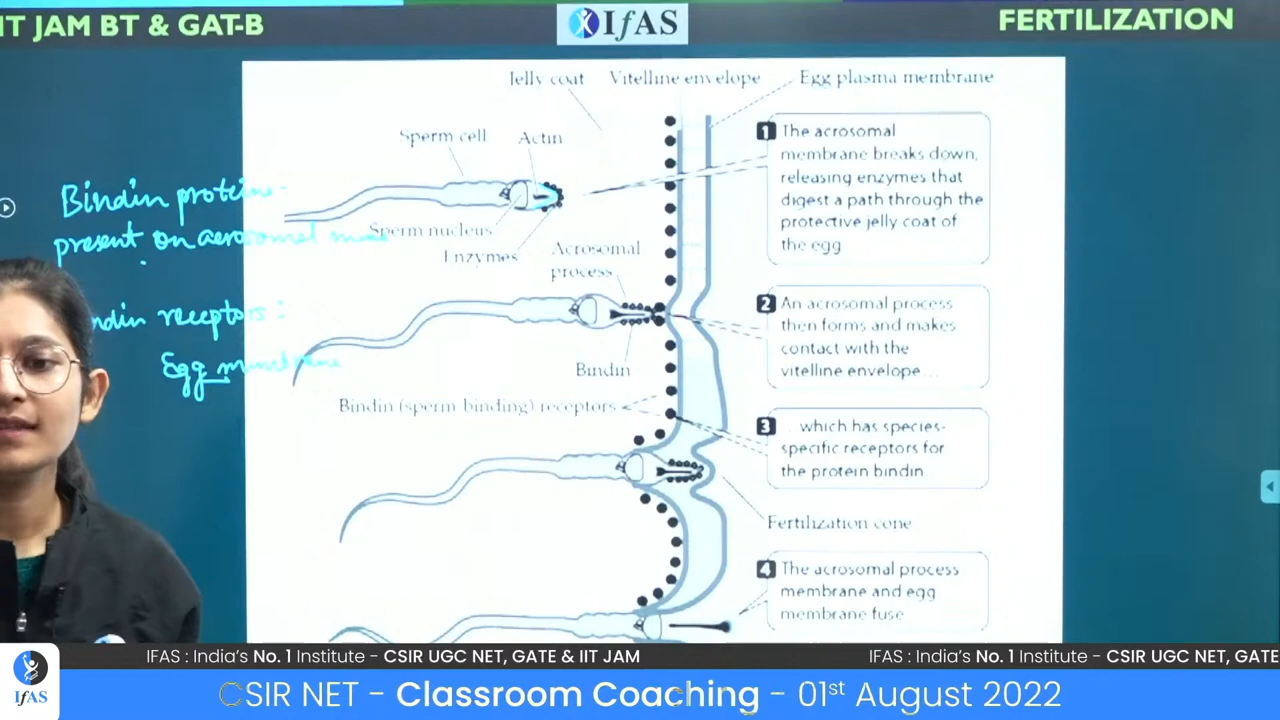 IT JAM BT & GAT-B
IfAS
FERTILIZATION
Jelly coat
Vitelline envelope
Egg plasma membrane
Sperm cell
Actin
Sperm nucleus
Enzymes
Acrosomal
process
Bindin
Bindin (sperm-binding) receptors
1 The acrosomal
membrane breaks down,
releasing enzymes that
digest a path through the
protective jelly coat of
the egg
2 An acrosomal process
then forms and makes
contact with the
vitelline envelope...
3 ...which has species-
specific receptors for
the protein bindin
Fertilization cone
4 The acrosomal process
membrane and egg
membrane fuse
Bindin protein
present on
ndin receptors :
Egg
IFAS : India's No. 1 Institute - CSIR UGC NET, GATE & IIT JAM
IFAS : India's No. 1 Institute - CSIR UGC NET, GATE
IfAS
CSIR NET - Classroom Coaching - 01st August 2022